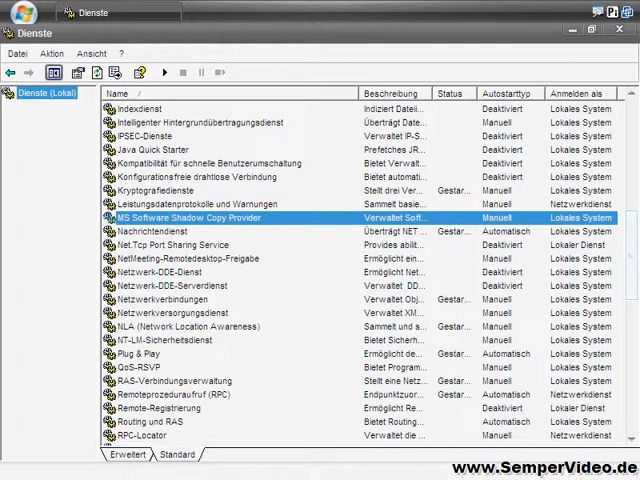 Dienste
Dienste
Datei Aktion Ansicht ?
Dienste (Lokal)
Name Beschreibung Status Autostarttyp Anmelden als
Indexdienst Indiziert Dateii... Deaktiviert Lokales System
Intelligenter Hintergrundübertragungsdienst Überträgt Date... Manuell Lokales System
IPSEC-Dienste Verwaltet IP-S... Deaktiviert Lokales System
Java Quick Starter Prefetches JR... Deaktiviert Lokales System
Kompatibilität für schnelle Benutzerumschaltung Bietet Verwalt... Deaktiviert Lokales System
Konfigurationsfreie drahtlose Verbindung Bietet automa... Deaktiviert Lokales System
Kryptografiedienste Stellt drei Ver... Gestar... Automatisch Lokales System
Leistungsdatenprotokolle und Warnungen Sammelt basie... Manuell Netzwerkdienst
MS Software Shadow Copy Provider Verwaltet Soft... Manuell Lokales System
Nachrichtendienst Überträgt NET ... Gestar... Automatisch Lokales System
Net.Tcp Port Sharing Service Provides abilit... Deaktiviert Lokaler Dienst
NetMeeting-Remotedesktop-Freigabe Ermöglicht ein... Manuell Lokales System
Netzwerk-DDE-Dienst Ermöglicht Net... Deaktiviert Lokales System
Netzwerk-DDE-Serverdienst Verwaltet DD... Deaktiviert Lokales System
Netzwerkverbindungen Verwaltet Obj... Gestar... Manuell Lokales System
Netzwerkversorgungsdienst Verwaltet XM... Manuell Lokales System
NLA (Network Location Awareness) Sammelt und s... Gestar... Manuell Lokales System
NT-LM-Sicherheitsdienst Bietet Sicherh... Manuell Lokales System
Plug & Play Ermöglicht de... Gestar... Automatisch Lokales System
QoS-RSVP Bietet Program... Manuell Lokales System
RAS-Verbindungsverwaltung Stellt eine Netz... Gestar... Manuell Lokales System
Remoteprozeduraufruf (RPC) Endpunktzuor... Gestar... Automatisch Netzwerkdienst
Remote-Registrierung Ermöglicht Re... Deaktiviert Lokaler Dienst
Routing und RAS Bietet Routing... Deaktiviert Lokales System
RPC-Locator Verwaltet die ... Manuell Netzwerkdienst
Erweitert Standard
www.SemperVideo.de